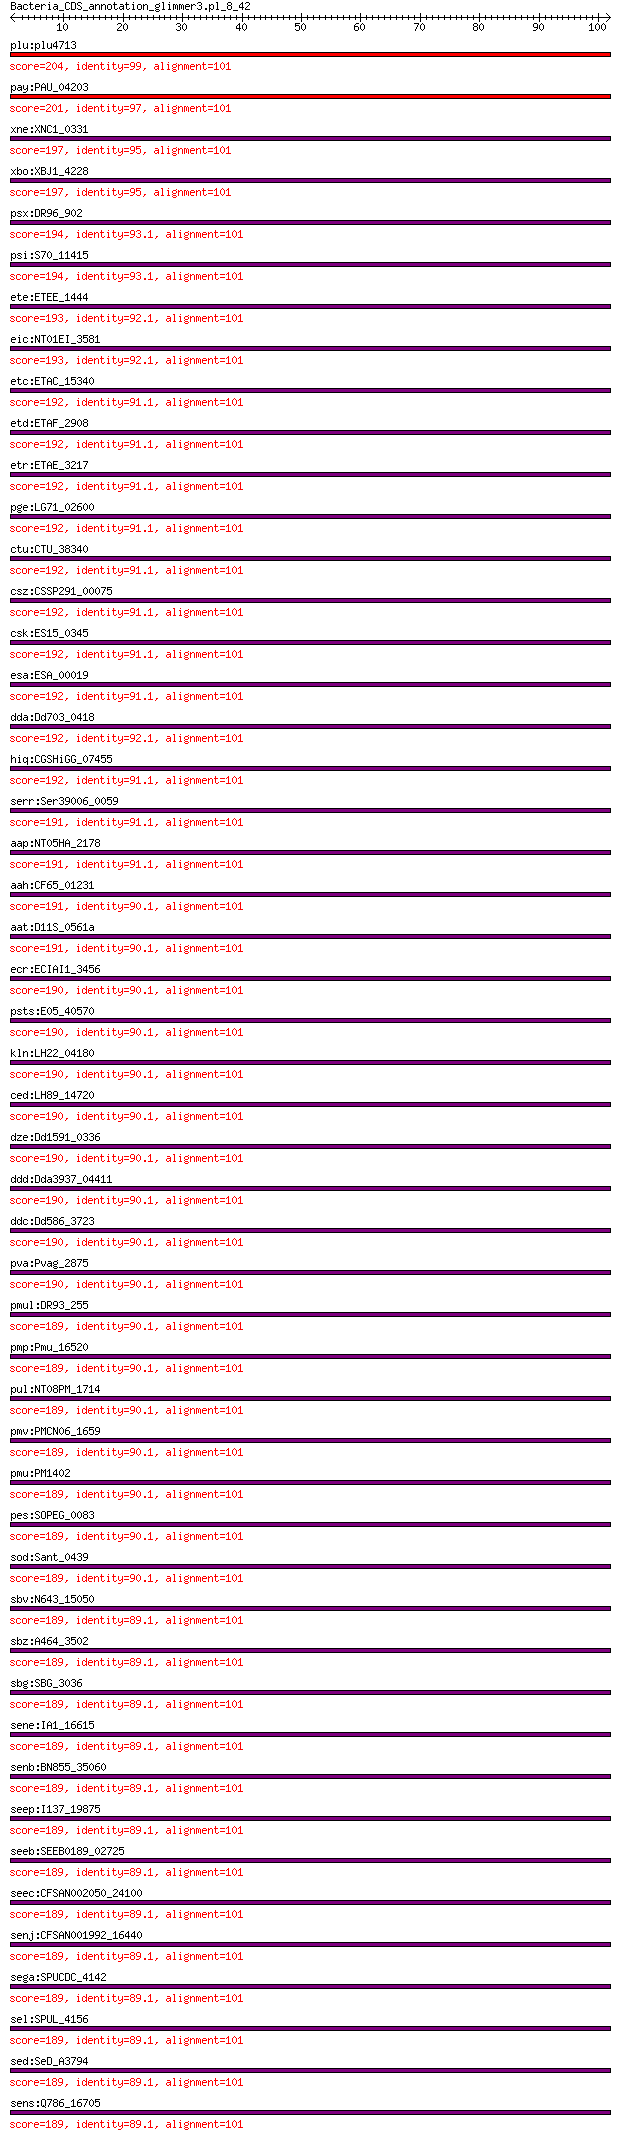 Bacteria_CDS_annotation_glimmer3.pl_8_42
10 20 30 40 50 60 70 80 90 100
plu:plu4713
score=204, identity=99, alignment=101
pay:PAU_04203
score=201, identity=97, alignment=101
xne:XNC1_0331
score=197, identity=95, alignment=101
xbo:XBJ1_4228
score=197, identity=95, alignment=101
psx:DR96_902
score=194, identity=93.1, alignment=101
psi:S70_11415
score=194, identity=93.1, alignment=101
ete:ETEE_1444
score=193, identity=92.1, alignment=101
eic:NT01EI_3581
score=193, identity=92.1, alignment=101
etc:ETAC_15340
score=192, identity=91.1, alignment=101
etd:ETAF_2908
score=192, identity=91.1, alignment=101
etr:ETAE_3217
score=192, identity=91.1, alignment=101
pge:LG71_02600
score=192, identity=91.1, alignment=101
ctu:CTU_38340
score=192, identity=91.1, alignment=101
csz:CSSP291_00075
score=192, identity=91.1, alignment=101
csk:ES15_0345
score=192, identity=91.1, alignment=101
esa:ESA_00019
score=192, identity=91.1, alignment=101
dda:Dd703_0418
score=192, identity=92.1, alignment=101
hiq:CGSHiGG_07455
score=192, identity=91.1, alignment=101
serr:Ser39006_0059
score=191, identity=91.1, alignment=101
aap:NT05HA_2178
score=191, identity=91.1, alignment=101
aah:CF65_01231
score=191, identity=90.1, alignment=101
aat:D11S_0561a
score=191, identity=90.1, alignment=101
ecr:ECIAI1_3456
score=190, identity=90.1, alignment=101
psts:E05_40570
score=190, identity=90.1, alignment=101
kln:LH22_04180
score=190, identity=90.1, alignment=101
ced:LH89_14720
score=190, identity=90.1, alignment=101
dze:Dd1591_0336
score=190, identity=90.1, alignment=101
ddd:Dda3937_04411
score=190, identity=90.1, alignment=101
ddc:Dd586_3723
score=190, identity=90.1, alignment=101
pva:Pvag_2875
score=190, identity=90.1, alignment=101
pmul:DR93_255
score=189, identity=90.1, alignment=101
pmp:Pmu_16520
score=189, identity=90.1, alignment=101
pul:NT08PM_1714
score=189, identity=90.1, alignment=101
pmv:PMCN06_1659
score=189, identity=90.1, alignment=101
pmu:PM1402
score=189, identity=90.1, alignment=101
pes:SOPEG_0083
score=189, identity=90.1, alignment=101
sod:Sant_0439
score=189, identity=90.1, alignment=101
sbv:N643_15050
score=189, identity=89.1, alignment=101
sbz:A464_3502
score=189, identity=89.1, alignment=101
sbg:SBG_3036
score=189, identity=89.1, alignment=101
sene:IA1_16615
score=189, identity=89.1, alignment=101
senb:BN855_35060
score=189, identity=89.1, alignment=101
seep:I137_19875
score=189, identity=89.1, alignment=101
seeb:SEEB0189_02725
score=189, identity=89.1, alignment=101
seec:CFSAN002050_24100
score=189, identity=89.1, alignment=101
senj:CFSAN001992_16440
score=189, identity=89.1, alignment=101
sega:SPUCDC_4142
score=189, identity=89.1, alignment=101
sel:SPUL_4156
score=189, identity=89.1, alignment=101
sed:SeD_A3794
score=189, identity=89.1, alignment=101
sens:Q786_16705
score=189, identity=89.1, alignment=101